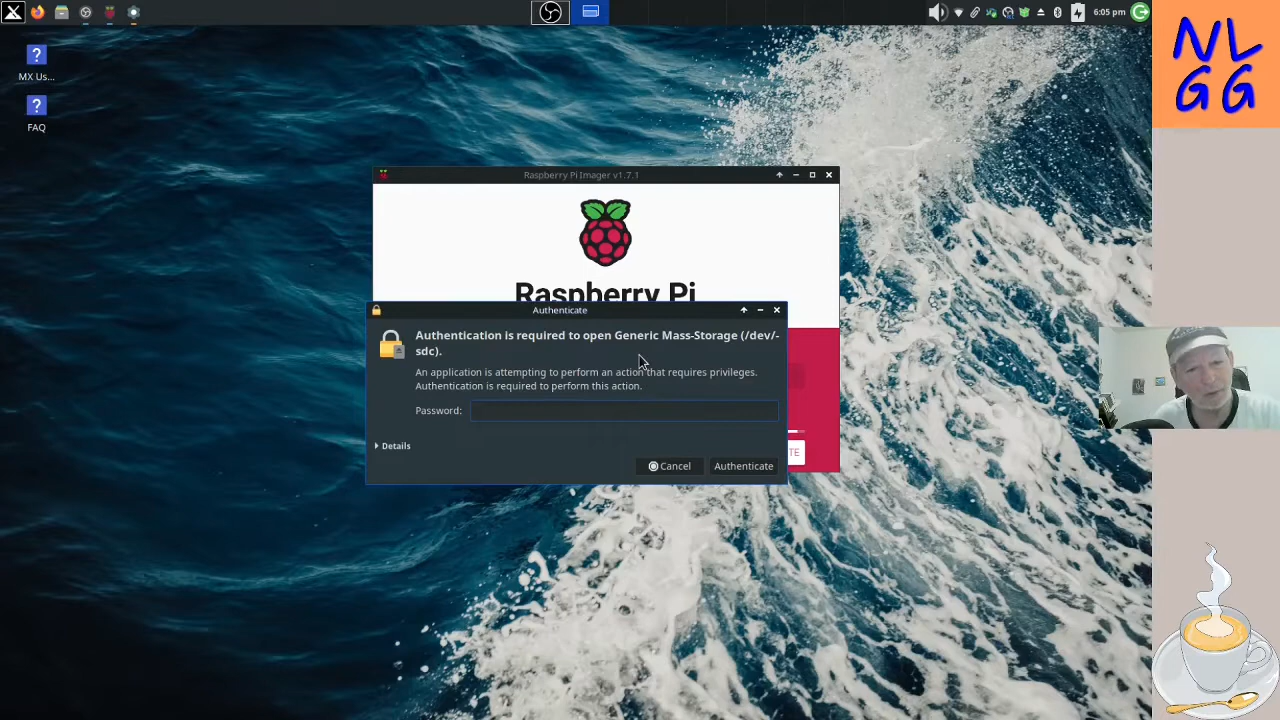 6:05 pm
NL
GG
MX Us...
FAQ
Raspberry Pi Imager v1.7.1
Raspberry Pi
Authenticate
Authentication is required to open Generic Mass-Storage (/dev/-
sdc).
An application is attempting to perform an action that requires privileges.
Authentication is required to perform this action.
Password:
Details
TE
Cancel
Authenticate